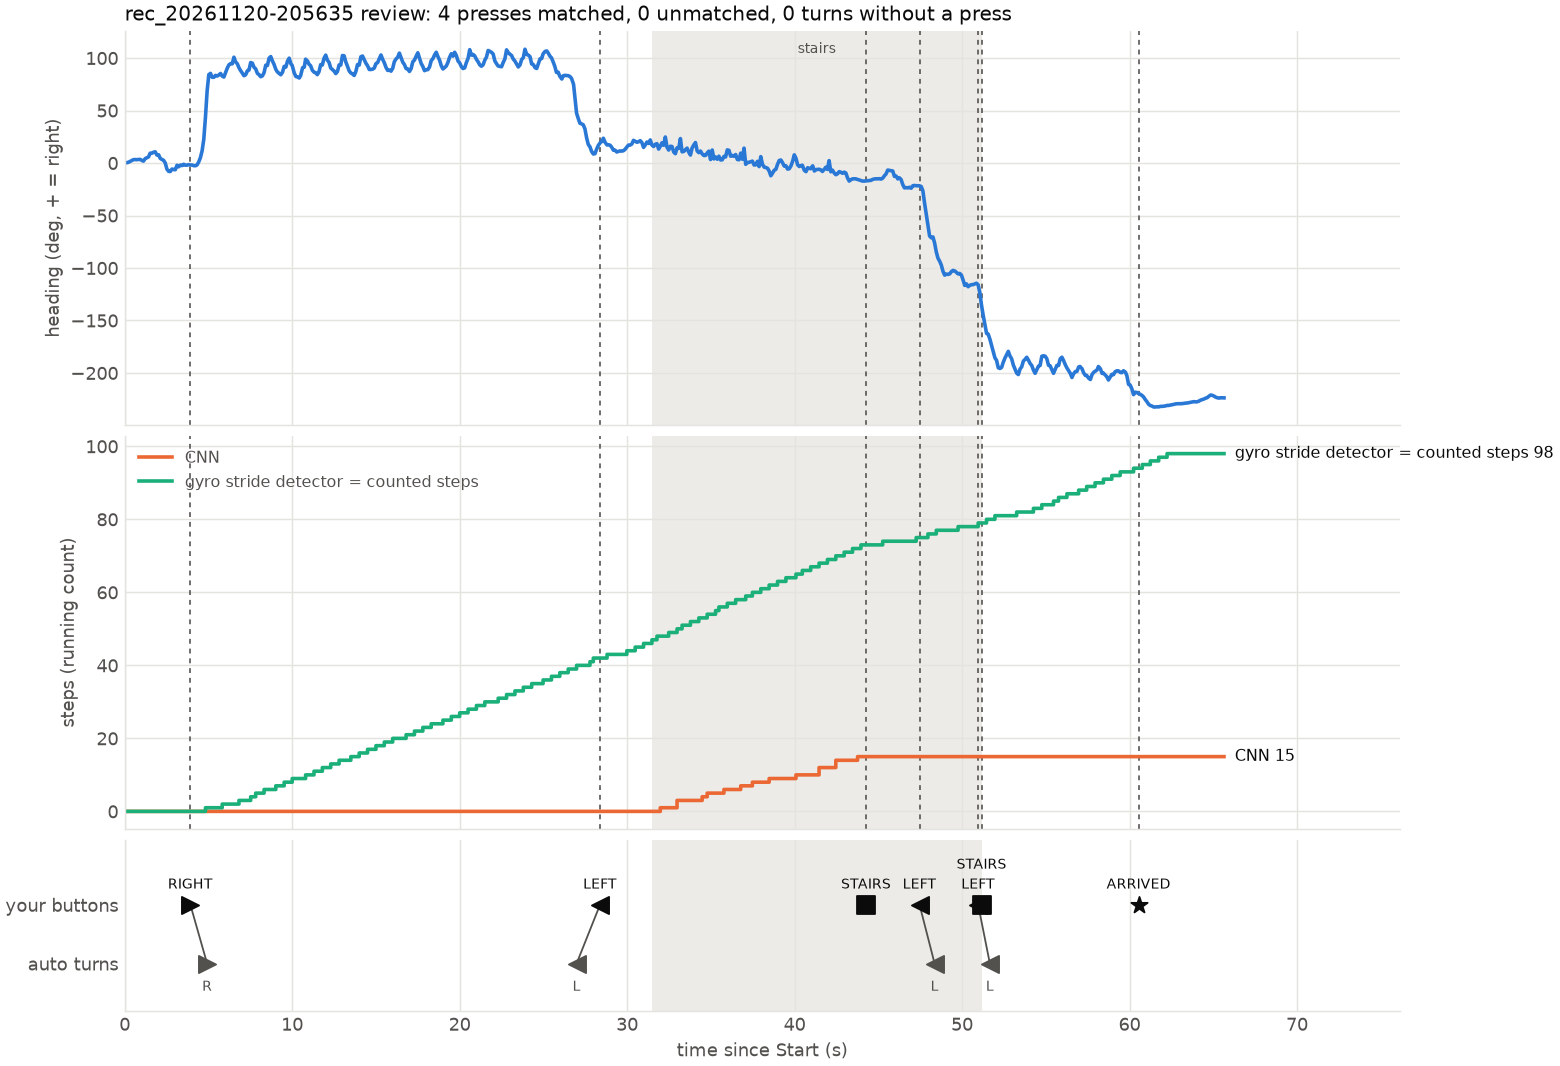 rec_20261120-205635 review: 4 presses matched, 0 unmatched, 0 turns without a press
stairs
heading (deg, + = right)
100
50
0
−50
−100
−150
−200
CNN
gyro stride detector = counted steps
gyro stride detector = counted steps 98
CNN 15
steps (running count)
100
80
60
40
20
0
STAIRS
RIGHT LEFT STAIRS LEFT LEFT ARRIVED
your buttons
auto turns
R L L L
0 10 20 30 40 50 60 70
time since Start (s)